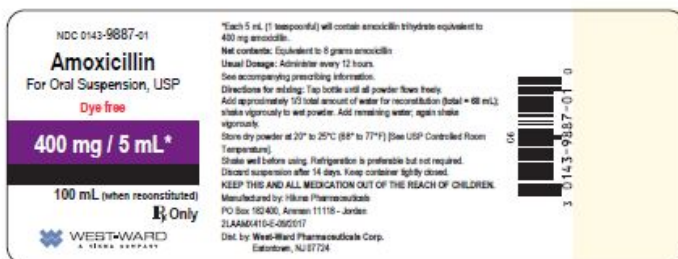 NDC 0143-9887-01
Amoxicillin
For Oral Suspension, USP
Dye free
400 mg / 5 mL*
100 mL (when reconstituted)
Rx Only
WEST-WARD
A HIKMA COMPANY
*Each 5 mL (1 teaspoonful) will contain amoxicillin trihydrate equivalent to
400 mg amoxicillin.
Net contents: Equivalent to 8 grams amoxicillin
Usual Dosage: Administer every 12 hours.
See accompanying prescribing information.
Directions for mixing: Tap bottle until all powder flows freely.
Add approximately 1/3 total amount of water for reconstitution (total = 68 mL);
shake vigorously to wet powder. Add remaining water; again shake
vigorously.
Store dry powder at 20° to 25°C (68° to 77°F) [See USP Controlled Room
Temperature].
Shake well before using. Refrigeration is preferable but not required.
Discard suspension after 14 days. Keep container tightly closed.
KEEP THIS AND ALL MEDICATION OUT OF THE REACH OF CHILDREN.
Manufactured by: Hikma Pharmaceuticals
PO Box 182400, Amman 11118 - Jordan
Dist. by: West-Ward Pharmaceuticals Corp.
Eatontown, NJ 07724
3 0143-9887-01 0